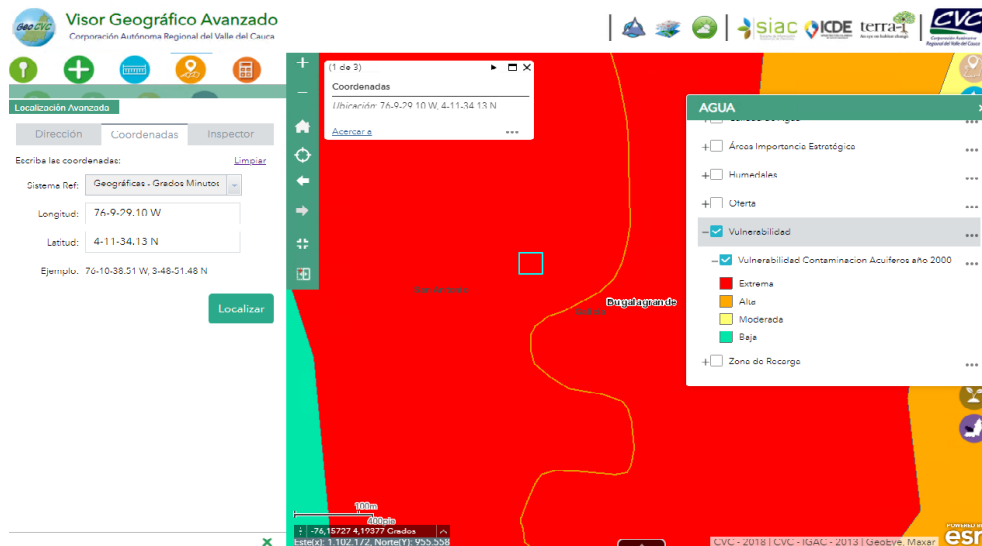 Geo CVC
Visor Geográfico Avanzado
Corporación Autónoma Regional del Valle del Cauca
siac
ICDE
terra-i
CVC
Corporación Autónoma
Regional del Valle del Cauca
Localización Avanzada
Dirección
Coordenadas
Inspector
Escriba las coordenadas:
Limpiar
Sistema Ref:
Geográficas - Grados Minutos
Longitud:
76-9-29.10 W
Latitud:
4-11-34.13 N
Ejemplo: 76-10-38.51 W, 3-48-51.48 N
Localizar
(1 de 3)
Coordenadas
Ubicación: 76-9-29.10 W, 4-11-34.13 N
Acercar a
Bugalagrande
AGUA
Áreas Importancia Estratégica
Humedales
Oferta
Vulnerabilidad
Vulnerabilidad Contaminacion Acuiferos año 2000
Extrema
Alta
Moderada
Baja
Zona de Recarga
100m
400pie
-76,15727 4,19377 Grados
Este(x): 1.102.172, Norte(Y): 955.558
CVC - 2018 | CVC - IGAC - 2013 | GeoEye, Maxar
POWERED BY
esri